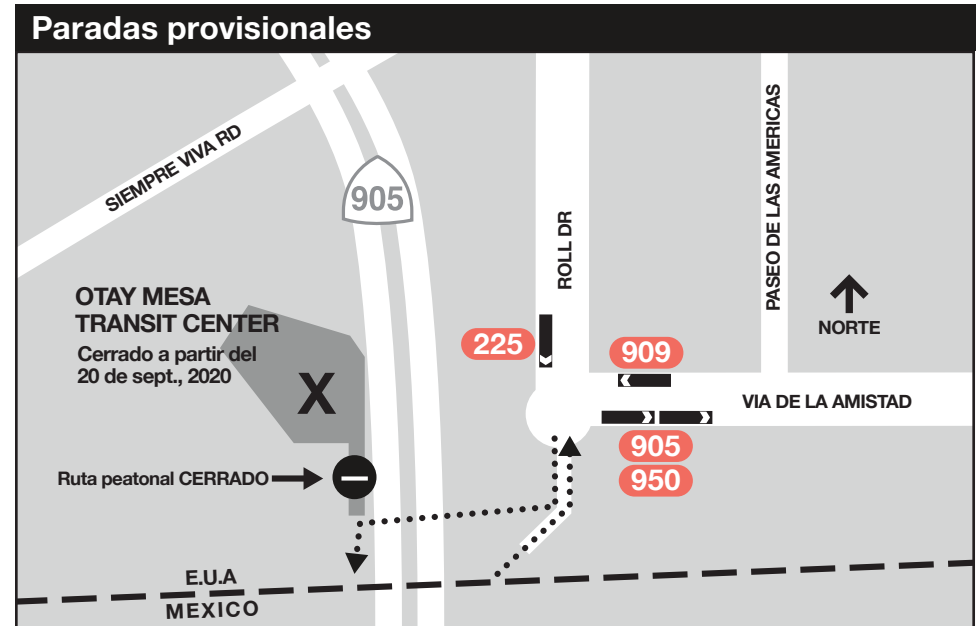 Paradas provisionales
SIEMPRE VIVA RD
905
ROLL DR
PASEO DE LAS AMERICAS
NORTE
OTAY MESA
TRANSIT CENTER
Cerrado a partir del
20 de sept., 2020
X
225
909
VIA DE LA AMISTAD
905
950
Ruta peatonal CERRADO
E.U.A
MEXICO